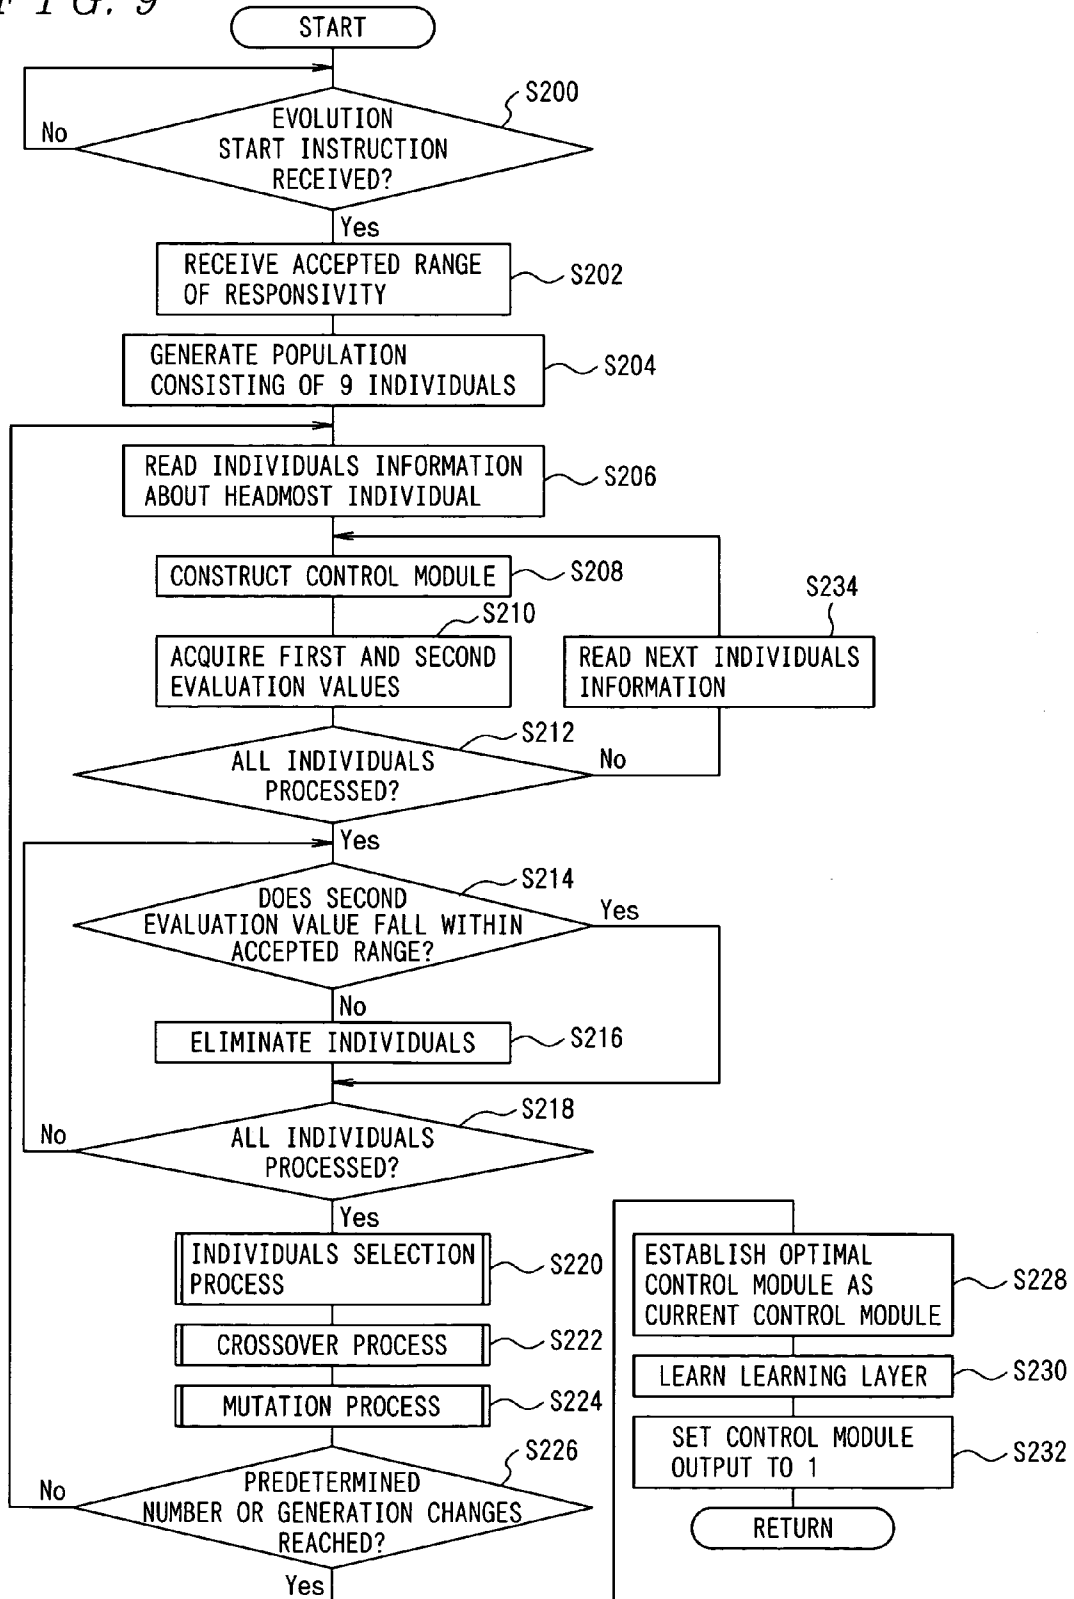 FIG. 9
START
S200
EVOLUTION
START INSTRUCTION
RECEIVED?
No
Yes
RECEIVE ACCEPTED RANGE
OF RESPONSIVITY
S202
GENERATE POPULATION
CONSISTING OF 9 INDIVIDUALS
S204
READ INDIVIDUALS INFORMATION
ABOUT HEADMOST INDIVIDUAL
S206
CONSTRUCT CONTROL MODULE
S208
S210
ACQUIRE FIRST AND SECOND
EVALUATION VALUES
S234
READ NEXT INDIVIDUALS
INFORMATION
S212
ALL INDIVIDUALS
PROCESSED?
No
Yes
S214
DOES SECOND
EVALUATION VALUE FALL WITHIN
ACCEPTED RANGE?
Yes
No
ELIMINATE INDIVIDUALS
S216
S218
ALL INDIVIDUALS
PROCESSED?
No
Yes
INDIVIDUALS SELECTION
PROCESS
S220
CROSSOVER PROCESS
S222
MUTATION PROCESS
S224
S226
PREDETERMINED
NUMBER OR GENERATION CHANGES
REACHED?
No
Yes
ESTABLISH OPTIMAL
CONTROL MODULE AS
CURRENT CONTROL MODULE
S228
LEARN LEARNING LAYER
S230
SET CONTROL MODULE
OUTPUT TO 1
S232
RETURN